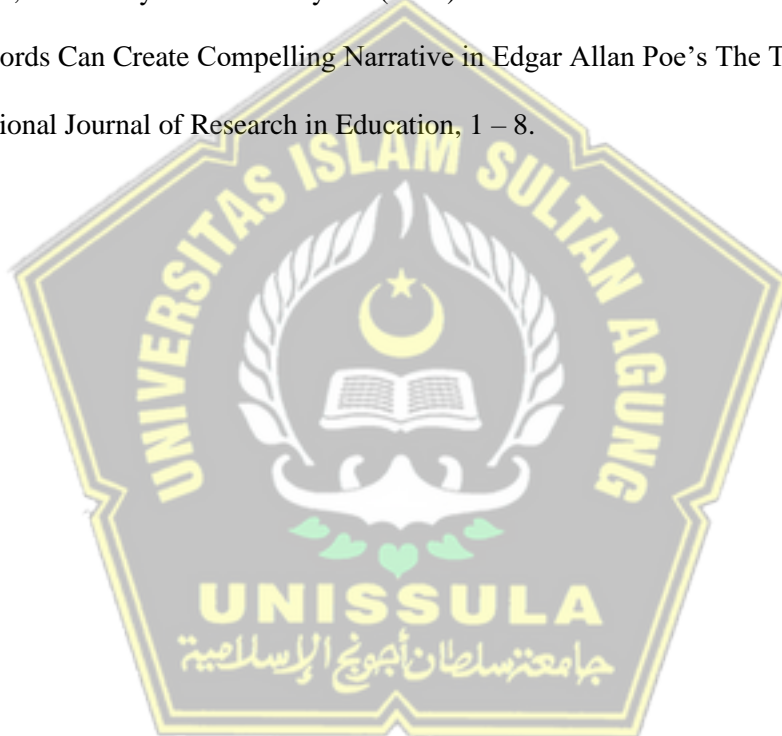 ords Can Create Compelling Narrative in Edgar Allan Poe’s The T
ional Journal of Research in Education, 1 – 8.
UNIVERSITAS ISLAM SULTAN AGUNG
UNISSULA
جامعة سلطان أجونج الإسلامية